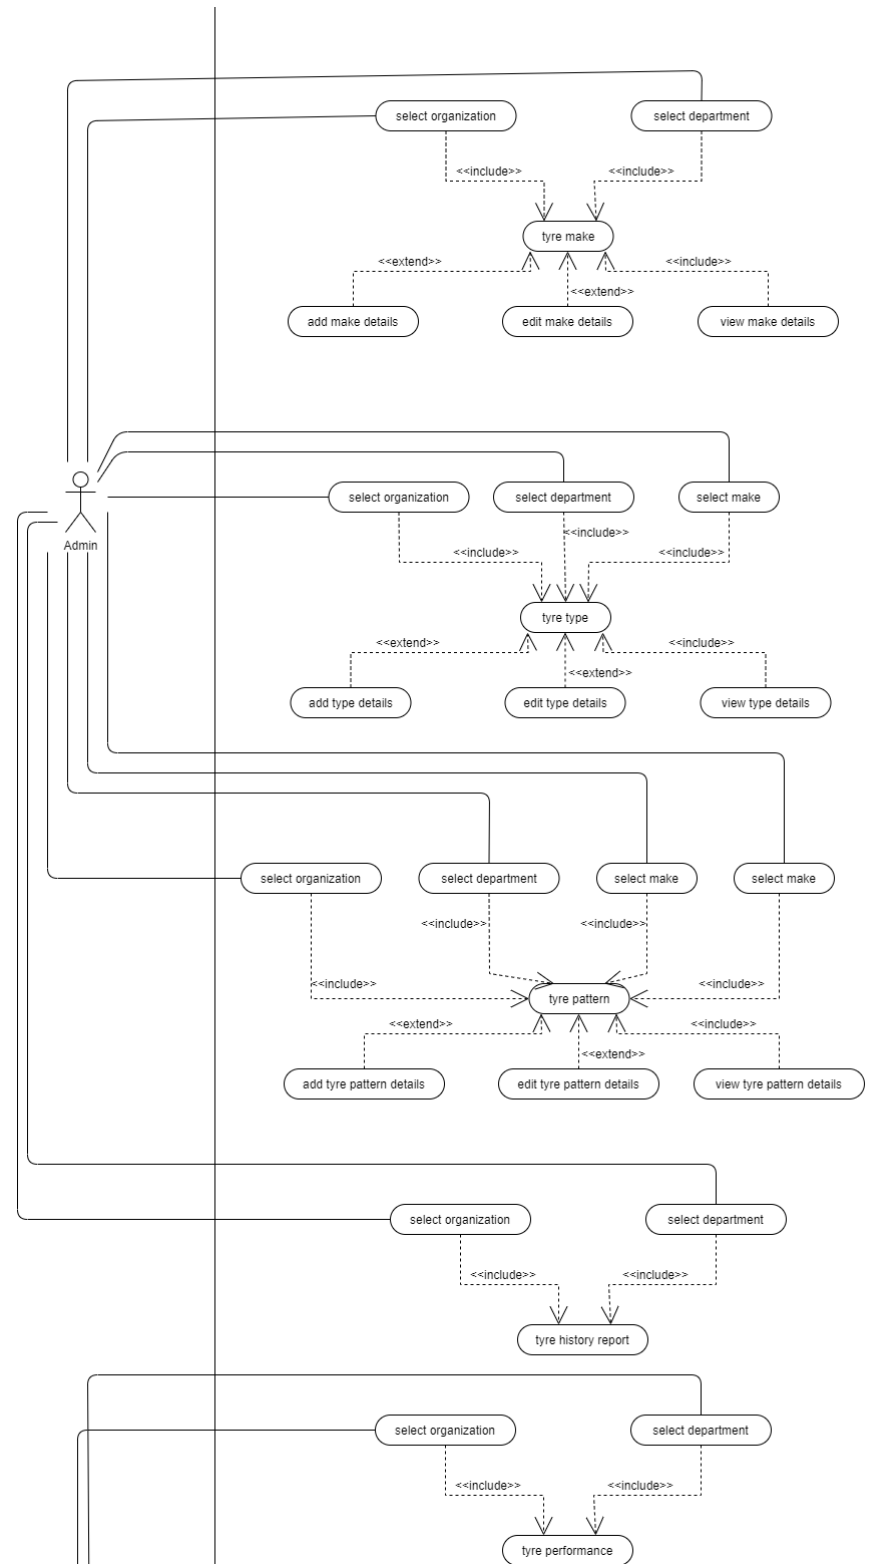 select organization
select department
<<include>>
<<include>>
tyre make
<<extend>>
<<include>>
<<extend>>
add make details
edit make details
view make details
Admin
select organization
select department
select make
<<include>>
<<include>>
<<include>>
tyre type
<<extend>>
<<include>>
<<extend>>
add type details
edit type details
view type details
select organization
select department
select make
select make
<<include>>
<<include>>
<<include>>
<<include>>
tyre pattern
<<extend>>
<<include>>
<<extend>>
add tyre pattern details
edit tyre pattern details
view tyre pattern details
select organization
select department
<<include>>
<<include>>
tyre history report
select organization
select department
<<include>>
<<include>>
tyre performance